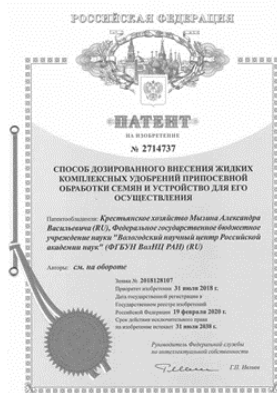 РОССИЙСКАЯ ФЕДЕРАЦИЯ
ПАТЕНТ
НА ИЗОБРЕТЕНИЕ
№ 2714737
СПОСОБ ДОЗИРОВАННОГО ВНЕСЕНИЯ ЖИДКИХ
КОМПЛЕКСНЫХ УДОБРЕНИЙ ПРИПОСЕВНОЙ
ОБРАБОТКИ СЕМЯН И УСТРОЙСТВО ДЛЯ ЕГО
ОСУЩЕСТВЛЕНИЯ
Патентообладатели: Крестьянское хозяйство Мызина Александра
Васильевича (RU), Федеральное государственное бюджетное
учреждение науки "Вологодский научный центр Российской
академии наук" (ФГБУН ВолНЦ РАН) (RU)
Авторы: см. на обороте
Заявка № 2018128107
Приоритет изобретения 31 июля 2018 г.
Дата государственной регистрации в
Государственном реестре изобретений
Российской Федерации 19 февраля 2020 г.
Срок действия исключительного права
на изобретение истекает 31 июля 2038 г.
Руководитель Федеральной службы
по интеллектуальной собственности
Г.П. Ивлиев